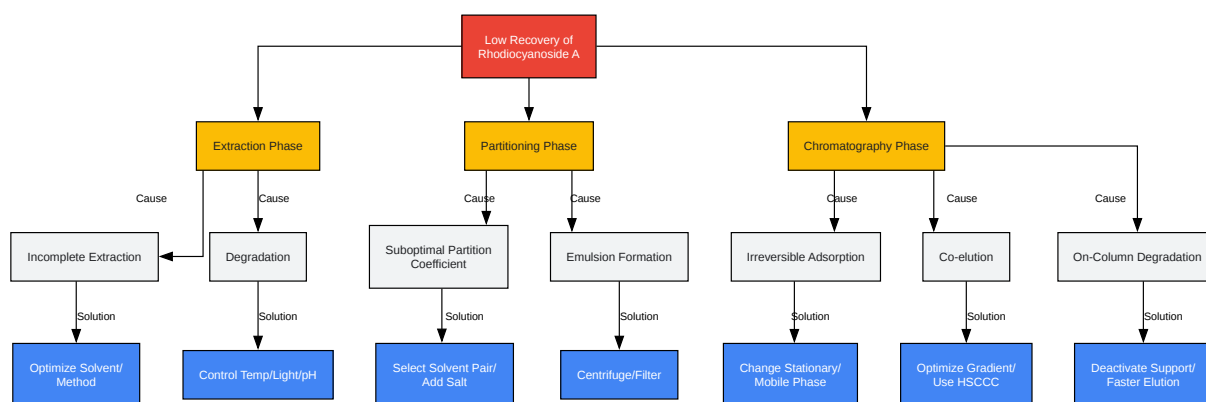 Low Recovery of
Rhodiocyanoside A
Extraction Phase
Partitioning Phase
Chromatography Phase
Cause
Cause
Cause
Cause
Cause
Cause
Cause
Incomplete Extraction
Degradation
Suboptimal Partition
Coefficient
Emulsion Formation
Irreversible Adsorption
Co-elution
On-Column Degradation
Solution
Solution
Solution
Solution
Solution
Solution
Solution
Optimize Solvent/
Method
Control Temp/Light/pH
Select Solvent Pair/
Add Salt
Centrifuge/Filter
Change Stationary/
Mobile Phase
Optimize Gradient/
Use HSCCC
Deactivate Support/
Faster Elution